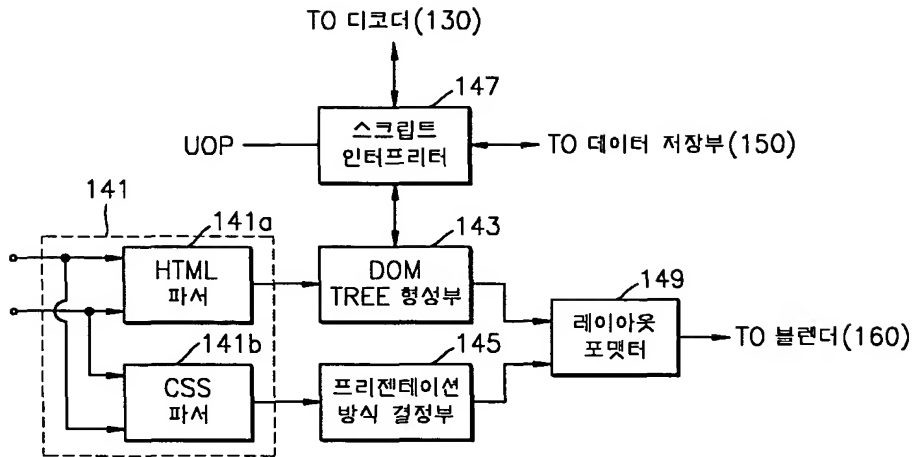 TO 디코더(130)
147
스크립트
인터프리터
UOP
TO 데이터 저장부(150)
141
141a
HTML
파서
143
DOM
TREE 형성부
149
레이아웃
포맷터
TO 블렌더(160)
141b
CSS
파서
145
프리젠테이션
방식 결정부